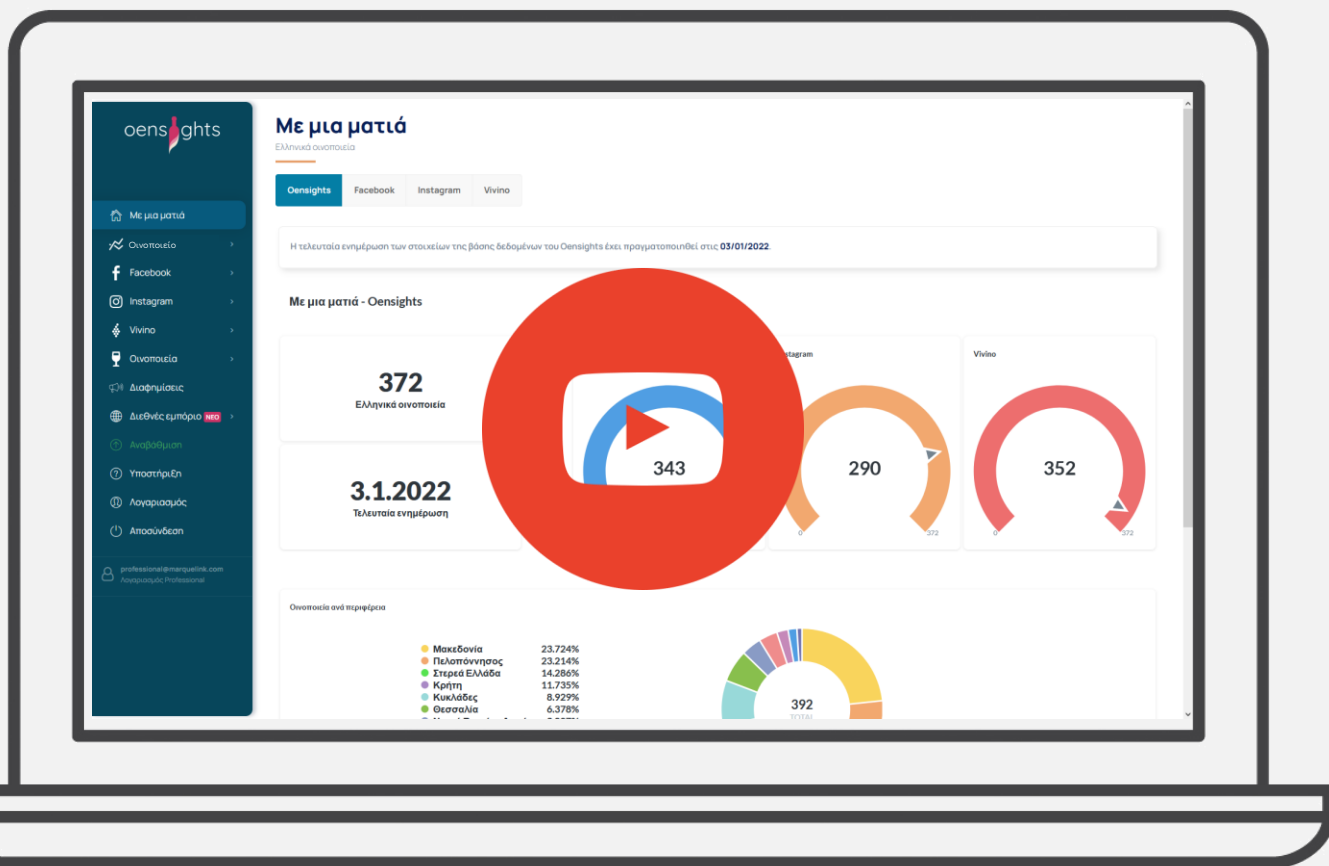 oensights
Με μια ματιά
Οινοποιείο
Facebook
Instagram
Vivino
Οινοποιεία
Διαφημίσεις
Διεθνές εμπόριο ΝΕΟ
Αναβάθμιση
Υποστήριξη
Λογαριασμός
Αποσύνδεση
professional@marquelink.com
Λογαριασμός Professional
Με μια ματιά
Ελληνικά οινοποιεία
Oensights Facebook Instagram Vivino
Η τελευταία ενημέρωση των στοιχείων της βάσης δεδομένων του Oensights έχει πραγματοποιηθεί στις 03/01/2022.
Με μια ματιά - Oensights
372
Ελληνικά οινοποιεία
3.1.2022
Τελευταία ενημέρωση
343
stagram
290
0 372
Vivino
352
0 372
Οινοποιεία ανά περιφέρεια
Μακεδονία 23.724%
Πελοπόννησος 23.214%
Στερεά Ελλάδα 14.286%
Κρήτη 11.735%
Κυκλάδες 8.929%
Θεσσαλία 6.378%
392
TOTAL